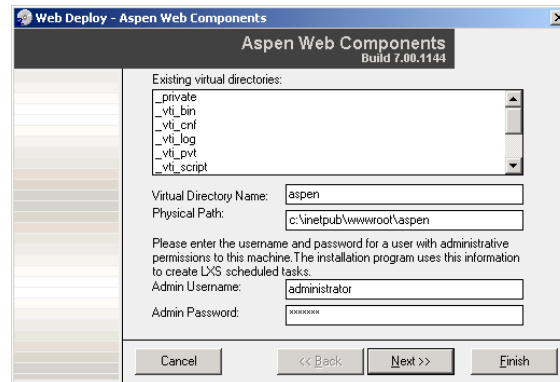 Web Deploy - Aspen Web Components
Aspen Web Components
Build 7.00.1144
Existing virtual directories:
_private
_vti_bin
_vti_cnf
_vti_log
_vti_pvt
_vti_script
Virtual Directory Name: aspen
Physical Path: c:\inetpub\wwwroot\aspen
Please enter the username and password for a user with administrative
permissions to this machine.The installation program uses this information
to create LXS scheduled tasks.
Admin Username: administrator
Admin Password: *******
Cancel << Back Next >> Finish